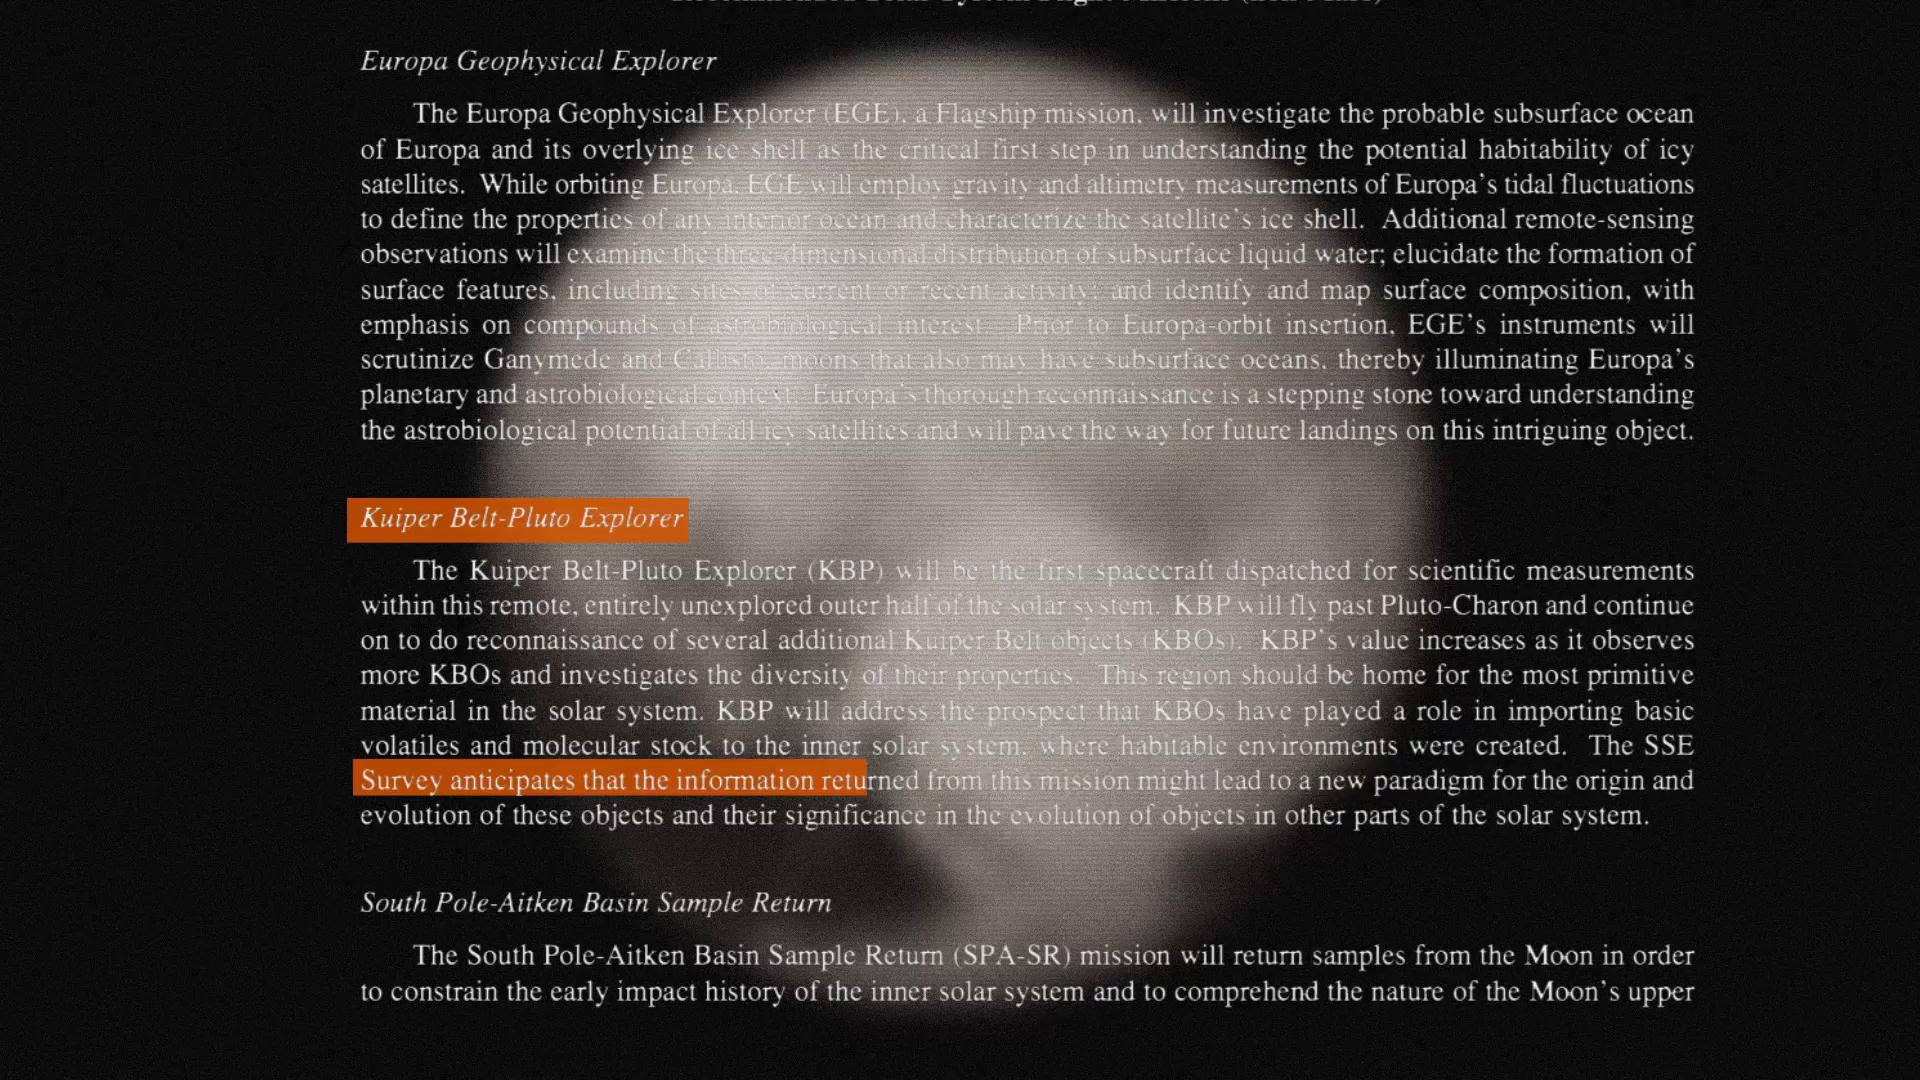 Europa Geophysical Explorer
The Europa Geophysical Explorer (EGE), a Flagship mission, will investigate the probable subsurface ocean
of Europa and its overlying ice shell as the critical first step in understanding the potential habitability of icy
satellites. While orbiting Europa, EGE will employ gravity and altimetry measurements of Europa's tidal fluctuations
to define the properties of any interior ocean and characterize the satellite's ice shell. Additional remote-sensing
observations will examine the three-dimensional distribution of subsurface liquid water; elucidate the formation of
surface features, including sites of current or recent activity; and identify and map surface composition, with
emphasis on compounds of astrobiological interest. Prior to Europa-orbit insertion, EGE's instruments will
scrutinize Ganymede and Callisto, moons that also may have subsurface oceans, thereby illuminating Europa's
planetary and astrobiological context. Europa's thorough reconnaissance is a stepping stone toward understanding
the astrobiological potential of all icy satellites and will pave the way for future landings on this intriguing object.
Kuiper Belt-Pluto Explorer
The Kuiper Belt-Pluto Explorer (KBP) will be the first spacecraft dispatched for scientific measurements
within this remote, entirely unexplored outer half of the solar system. KBP will fly past Pluto-Charon and continue
on to do reconnaissance of several additional Kuiper Belt objects (KBOs). KBP's value increases as it observes
more KBOs and investigates the diversity of their properties. This region should be home for the most primitive
material in the solar system. KBP will address the prospect that KBOs have played a role in importing basic
volatiles and molecular stock to the inner solar system, where habitable environments were created. The SSE
Survey anticipates that the information returned from this mission might lead to a new paradigm for the origin and
evolution of these objects and their significance in the evolution of objects in other parts of the solar system.
South Pole-Aitken Basin Sample Return
The South Pole-Aitken Basin Sample Return (SPA-SR) mission will return samples from the Moon in order
to constrain the early impact history of the inner solar system and to comprehend the nature of the Moon's upper